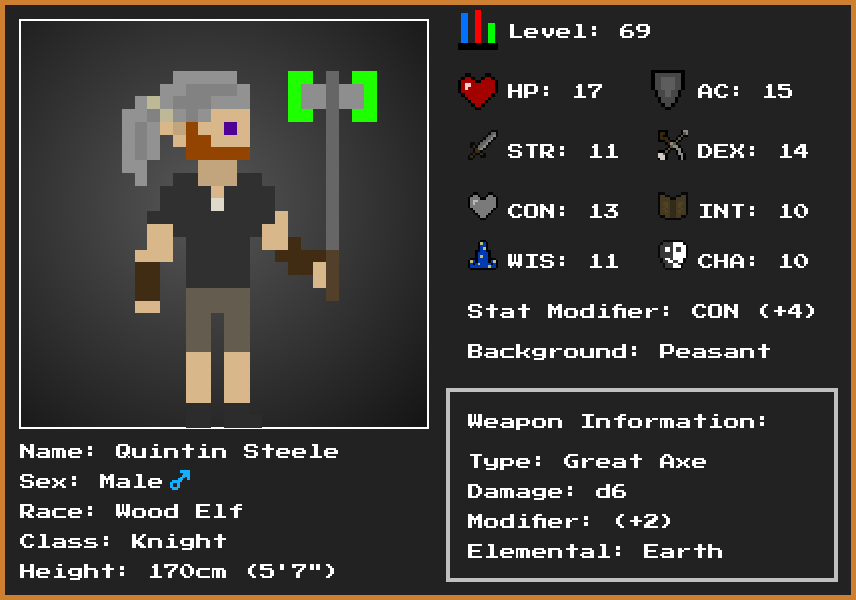 Level: 69
HP: 17 AC: 15
STR: 11 DEX: 14
CON: 13 INT: 10
WIS: 11 CHA: 10
Stat Modifier: CON (+4)
Background: Peasant
Name: Quintin Steele
Sex: Male♂
Race: Wood Elf
Class: Knight
Height: 170cm (5'7")
Weapon Information:
Type: Great Axe
Damage: d6
Modifier: (+2)
Elemental: Earth